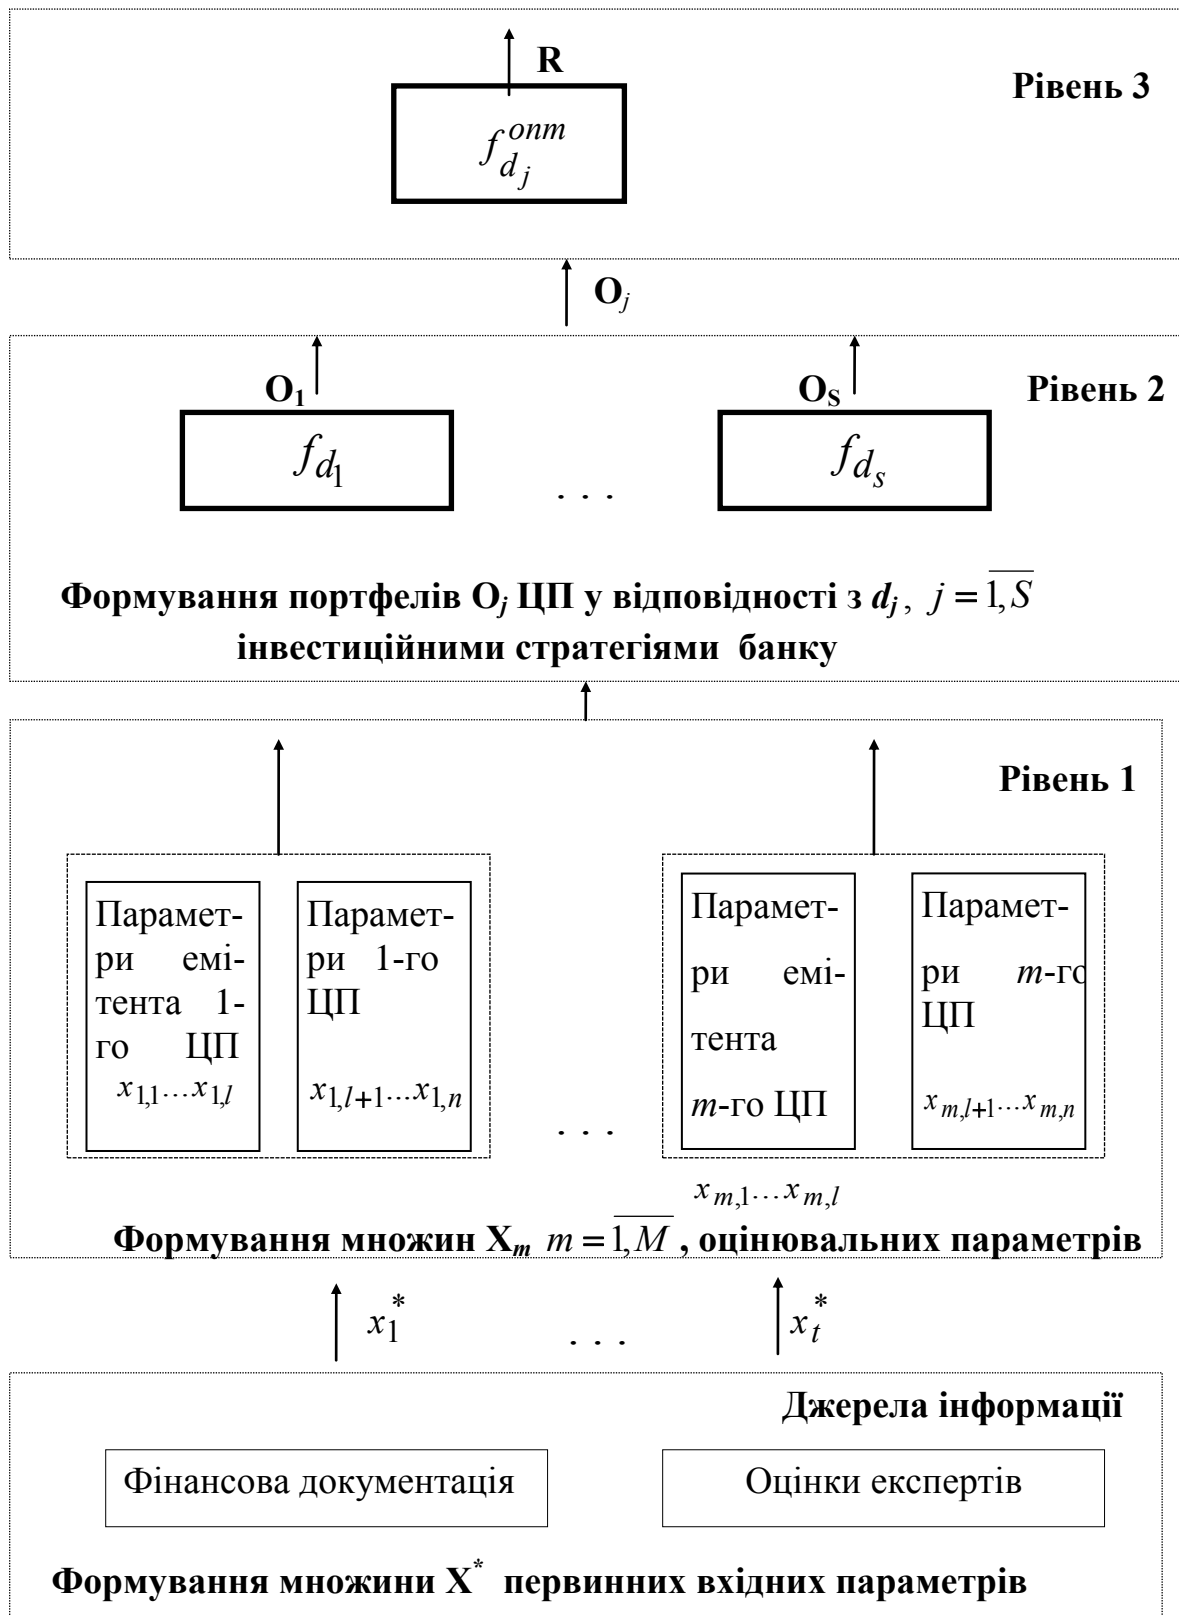 R
Рівень 3
f_{d_j}^{опт}
O_j
O_1
O_S
Рівень 2
f_{d_1}
. . .
f_{d_s}
Формування портфелів O_j ЦП у відповідності з d_j , j = \overline{1, S}
інвестиційними стратегіями банку
Рівень 1
Парамет-
ри емі-
тента 1-
го ЦП
x_{1,1}...x_{1,l}
Парамет-
ри 1-го
ЦП
x_{1,l+1}...x_{1,n}
. . .
Парамет-
ри емі-
тента
m-го ЦП
x_{m,1}...x_{m,l}
Парамет-
ри m-го
ЦП
x_{m,l+1}...x_{m,n}
Формування множин X_m m = \overline{1, M} , оцінювальних параметрів
x_1^*
. . .
x_t^*
Джерела інформації
Фінансова документація
Оцінки експертів
Формування множини X^* первинних вхідних параметрів